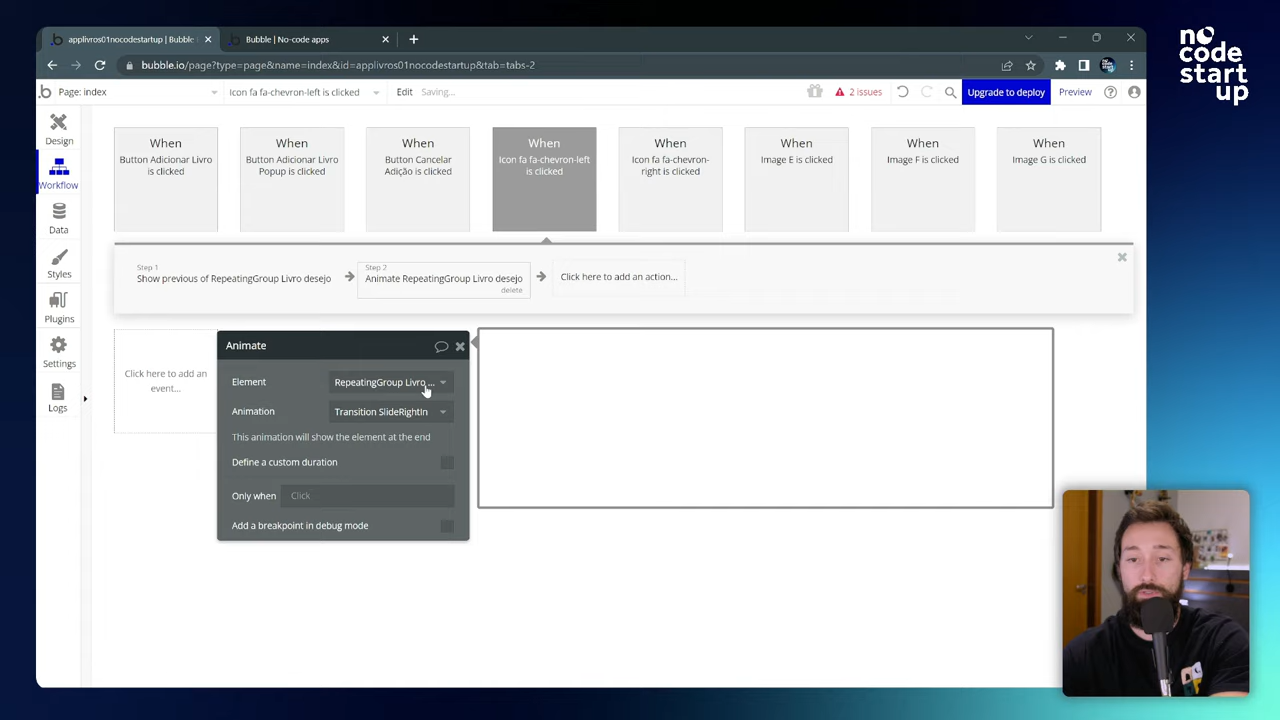 applivros01nocodestartup | Bubble
Bubble | No-code apps
bubble.io/page?type=page&name=index&id=applivros01nocodestartup&tab=tabs-2
Page: index
Icon fa fa-chevron-left is clicked
Edit
Saving...
2 issues
Upgrade to deploy
Preview
no
code
start
up
Design
Workflow
Data
Styles
Plugins
Settings
Logs
When
Button Adicionar Livro
is clicked
When
Button Adicionar Livro
Popup is clicked
When
Button Cancelar
Adição is clicked
When
Icon fa fa-chevron-left
is clicked
When
Icon fa fa-chevron-
right is clicked
When
Image E is clicked
When
Image F is clicked
When
Image G is clicked
Step 1
Show previous of RepeatingGroup Livro desejo
Step 2
Animate RepeatingGroup Livro desejo
delete
Click here to add an action...
Click here to add an
event...
Animate
Element
RepeatingGroup Livro ...
Animation
Transition SlideRightIn
This animation will show the element at the end
Define a custom duration
Only when
Click
Add a breakpoint in debug mode